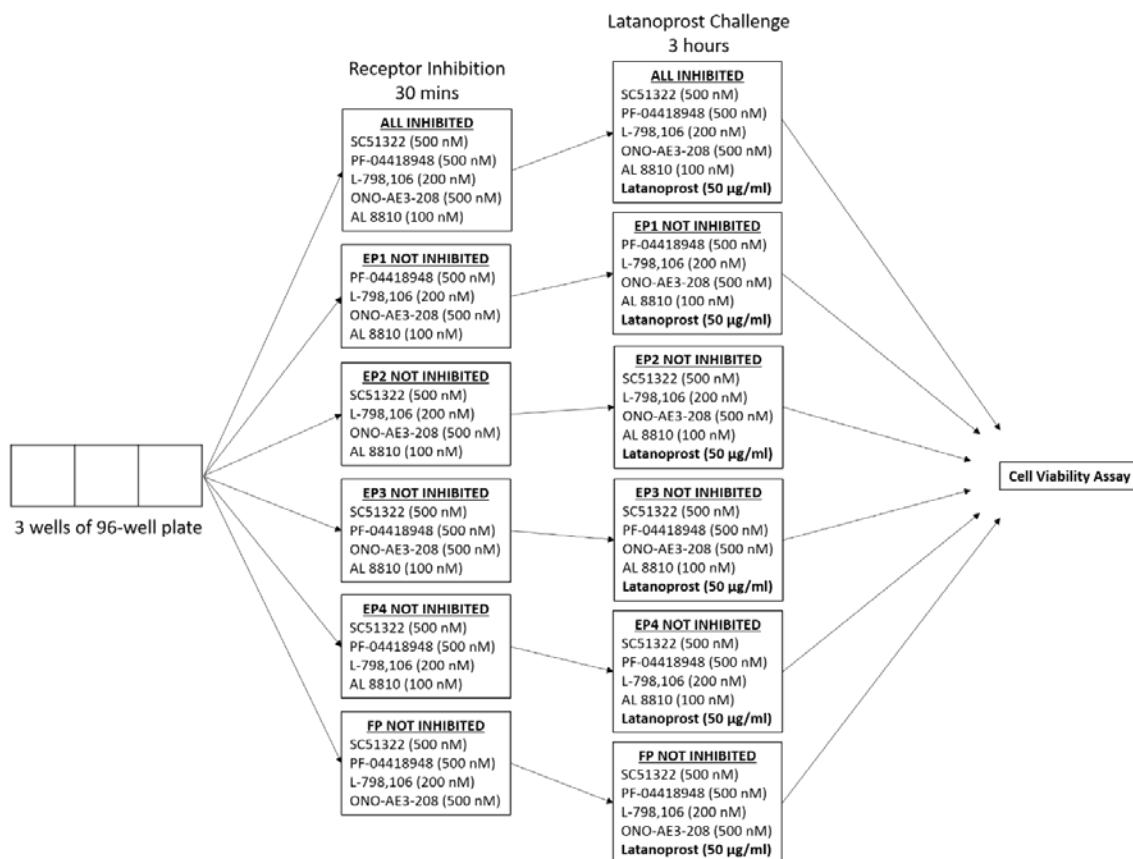 Latanoprost Challenge
3 hours
Receptor Inhibition
30 mins
ALL INHIBITED
SC51322 (500 nM)
PF-04418948 (500 nM)
L-798,106 (200 nM)
ONO-AE3-208 (500 nM)
AL 8810 (100 nM)
EP1 NOT INHIBITED
PF-04418948 (500 nM)
L-798,106 (200 nM)
ONO-AE3-208 (500 nM)
AL 8810 (100 nM)
EP2 NOT INHIBITED
SC51322 (500 nM)
L-798,106 (200 nM)
ONO-AE3-208 (500 nM)
AL 8810 (100 nM)
EP3 NOT INHIBITED
SC51322 (500 nM)
PF-04418948 (500 nM)
ONO-AE3-208 (500 nM)
AL 8810 (100 nM)
EP4 NOT INHIBITED
SC51322 (500 nM)
PF-04418948 (500 nM)
L-798,106 (200 nM)
AL 8810 (100 nM)
FP NOT INHIBITED
SC51322 (500 nM)
PF-04418948 (500 nM)
L-798,106 (200 nM)
ONO-AE3-208 (500 nM)
ALL INHIBITED
SC51322 (500 nM)
PF-04418948 (500 nM)
L-798,106 (200 nM)
ONO-AE3-208 (500 nM)
AL 8810 (100 nM)
Latanoprost (50 µg/ml)
EP1 NOT INHIBITED
PF-04418948 (500 nM)
L-798,106 (200 nM)
ONO-AE3-208 (500 nM)
AL 8810 (100 nM)
Latanoprost (50 µg/ml)
EP2 NOT INHIBITED
SC51322 (500 nM)
L-798,106 (200 nM)
ONO-AE3-208 (500 nM)
AL 8810 (100 nM)
Latanoprost (50 µg/ml)
EP3 NOT INHIBITED
SC51322 (500 nM)
PF-04418948 (500 nM)
ONO-AE3-208 (500 nM)
AL 8810 (100 nM)
Latanoprost (50 µg/ml)
EP4 NOT INHIBITED
SC51322 (500 nM)
PF-04418948 (500 nM)
L-798,106 (200 nM)
AL 8810 (100 nM)
Latanoprost (50 µg/ml)
FP NOT INHIBITED
SC51322 (500 nM)
PF-04418948 (500 nM)
L-798,106 (200 nM)
ONO-AE3-208 (500 nM)
Latanoprost (50 µg/ml)
3 wells of 96-well plate
Cell Viability Assay